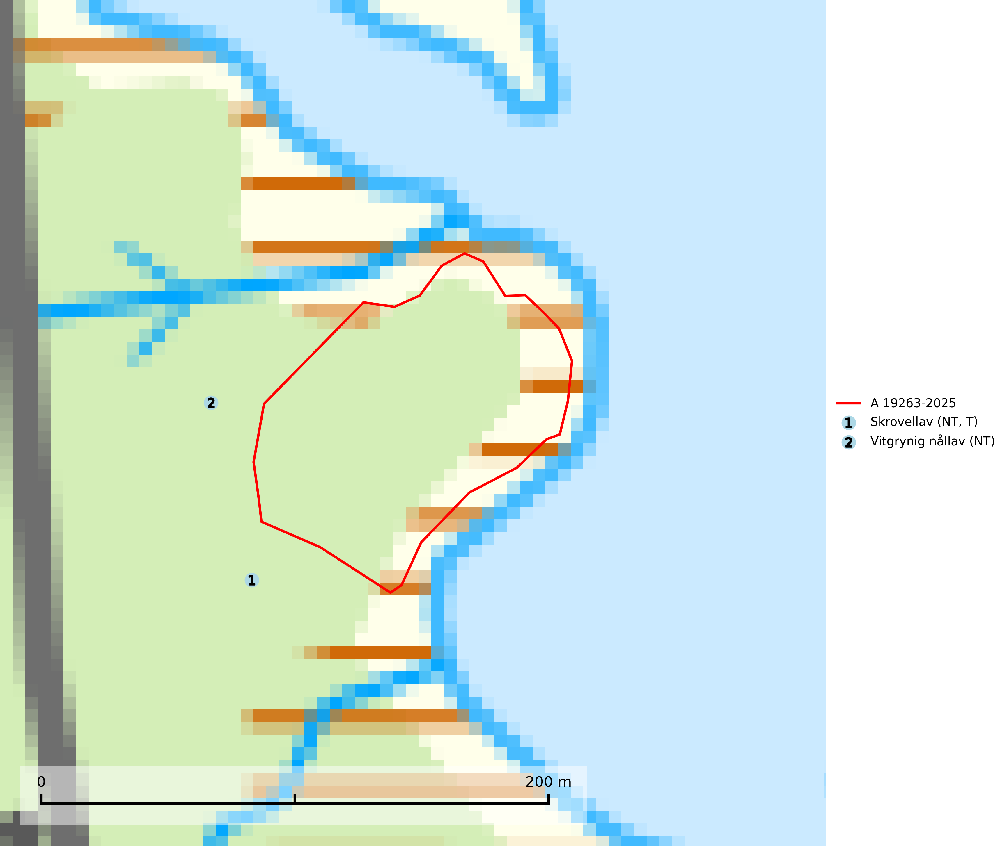 2
1
0
200 m
A 19263-2025
1 Skrovellav (NT, T)
2 Vitgrynig nållav (NT)